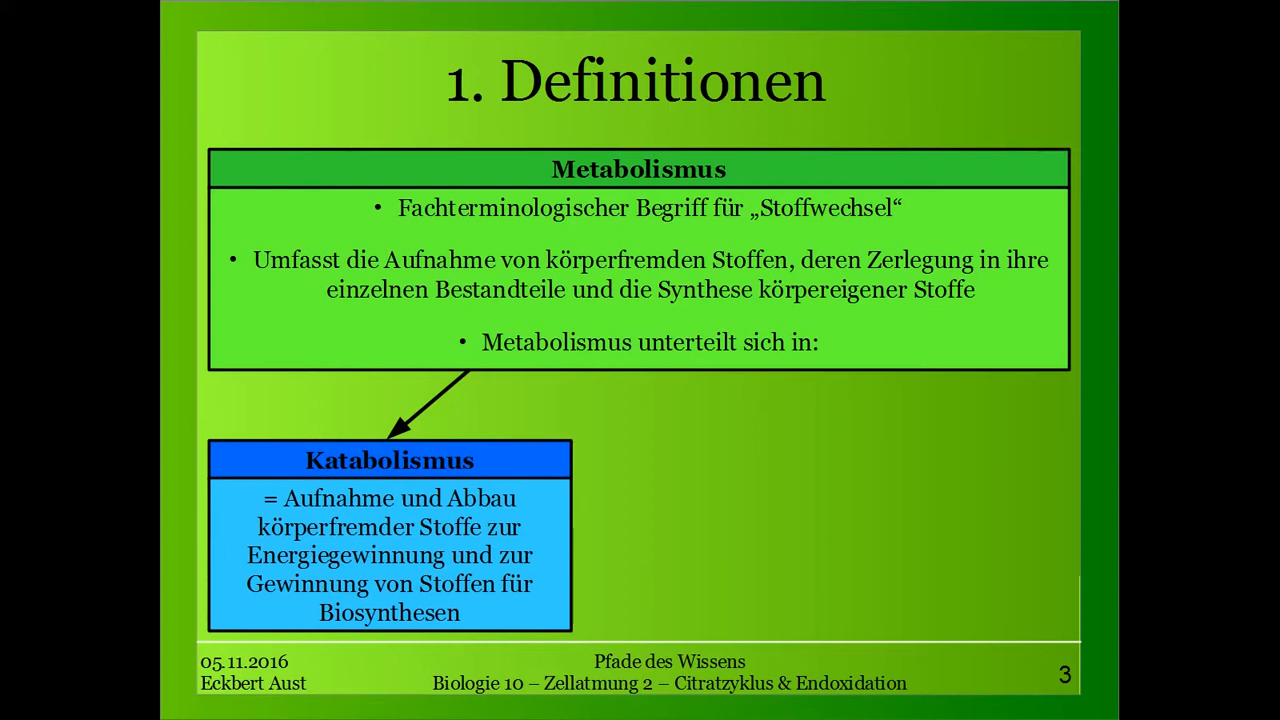 1. Definitionen
Metabolismus
• Fachterminologischer Begriff für „Stoffwechsel“
• Umfasst die Aufnahme von körperfremden Stoffen, deren Zerlegung in ihre
einzelnen Bestandteile und die Synthese körpereigener Stoffe
• Metabolismus unterteilt sich in:
Katabolismus
= Aufnahme und Abbau
körperfremder Stoffe zur
Energiegewinnung und zur
Gewinnung von Stoffen für
Biosynthesen
05.11.2016
Eckbert Aust
Pfade des Wissens
Biologie 10 – Zellatmung 2 – Citratzyklus & Endoxidation
3